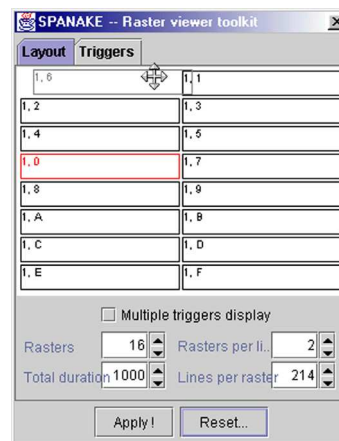 SPANAKE -- Raster viewer toolkit
Layout Triggers
1, 6 1, 1
1, 2 1, 3
1, 4 1, 5
1, 0 1, 7
1, 8 1, 9
1, A 1, B
1, C 1, D
1, E 1, F
Multiple triggers display
Rasters 16 Rasters per li.. 2
Total duration 1000 Lines per raster 214
Apply ! Reset...